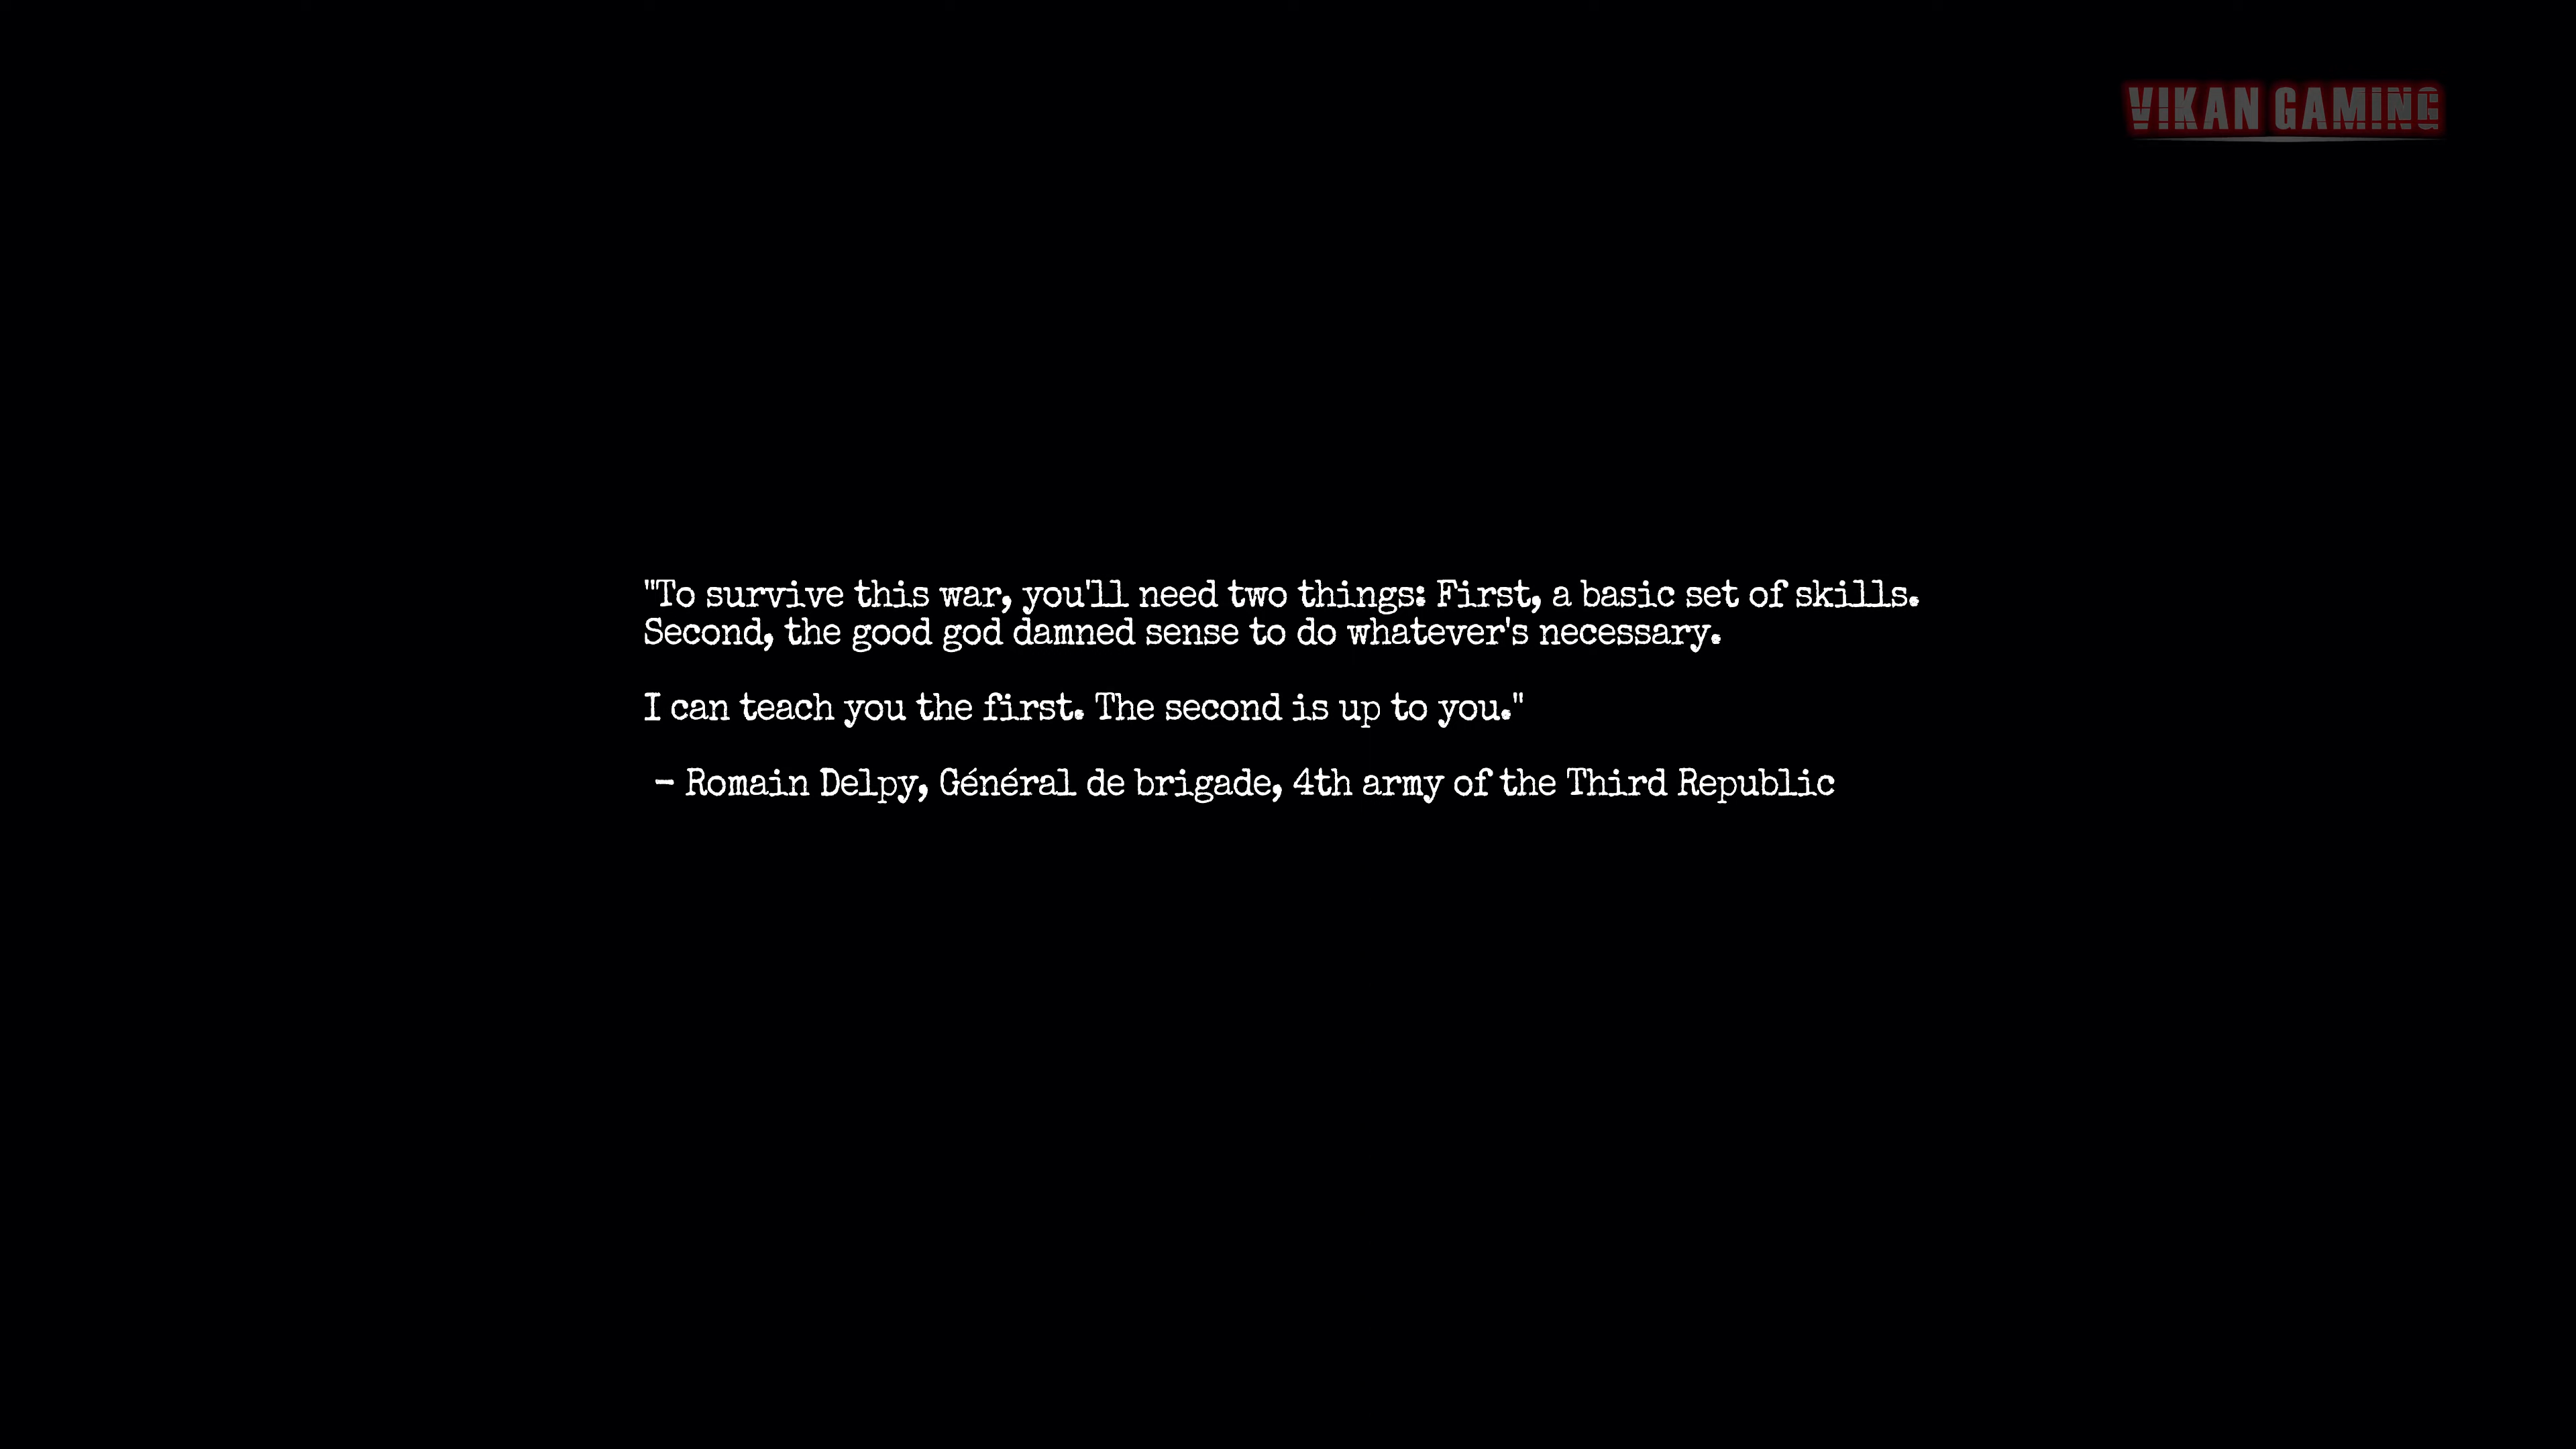 VIKAN GAMING
"To survive this war, you'll need two things: First, a basic set of skills.
Second, the good god damned sense to do whatever's necessary.
I can teach you the first. The second is up to you."
- Romain Delpy, Général de brigade, 4th army of the Third Republic